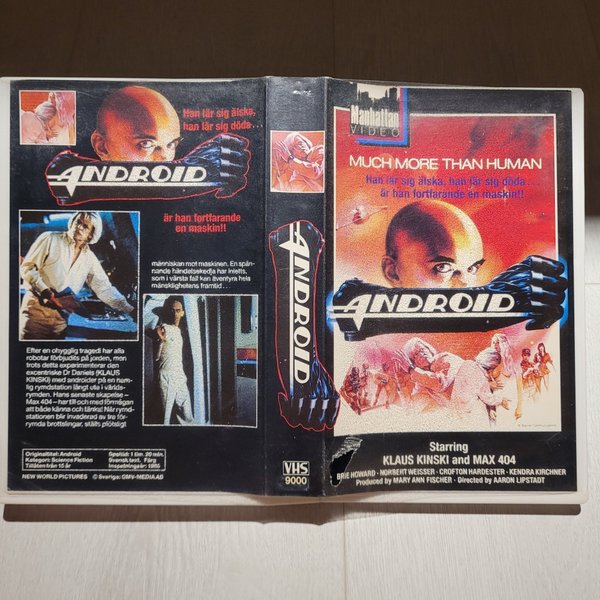 Han lär sig älska,
han lär sig döda...
ANDROID
är han fortfarande
en maskin!!
människan mot maskinen. En spän-
nande händelsekedja har inletts,
som i värsta fall kan äventyra hela
mänsklighetens framtid...
Efter en ohygglig tragedi har alla
robotar förbjudits på jorden, men
trots detta experimenterar den
excentriske Dr Daniels (KLAUS
KINSKI) med androider på en hem-
lig rymdstation långt ute i världs-
rymden. Hans senaste skapelse –
Max 404 – har till och med förmågan
att både känna och tänka! När rymd-
stationen blir invaderad av tre för-
rymda brottslingar, ställs plötsligt
Originaltitel: Android
Kategori: Science Fiction
Tillåten från 15 år
Speltid: 1 tim. 20 min.
Svensk text. Färg
Inspelningsår: 1985
NEW WORLD PICTURES © Sverige: GMV-MEDIA AB
ANDROID
VHS
9000
Manhattan
VIDEO
MUCH MORE THAN HUMAN
Han lär sig älska, han lär sig döda...
är han fortfarande en maskin!!
ANDROID
Starring
KLAUS KINSKI and MAX 404
BRIE HOWARD · NORBERT WEISSER · CROFTON HARDESTER · KENDRA KIRCHNER
Produced by MARY ANN FISCHER · Directed by AARON LIPSTADT